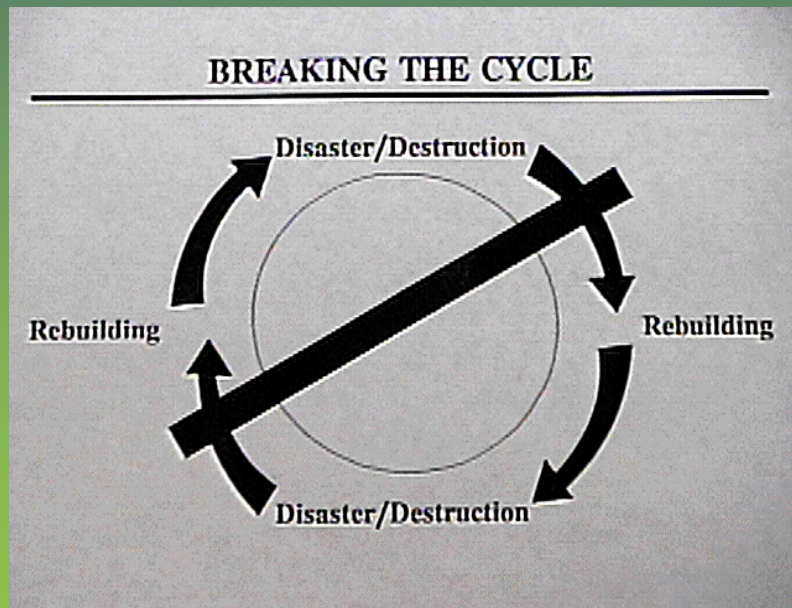 BREAKING THE CYCLE
Disaster/Destruction
Rebuilding
Rebuilding
Disaster/Destruction